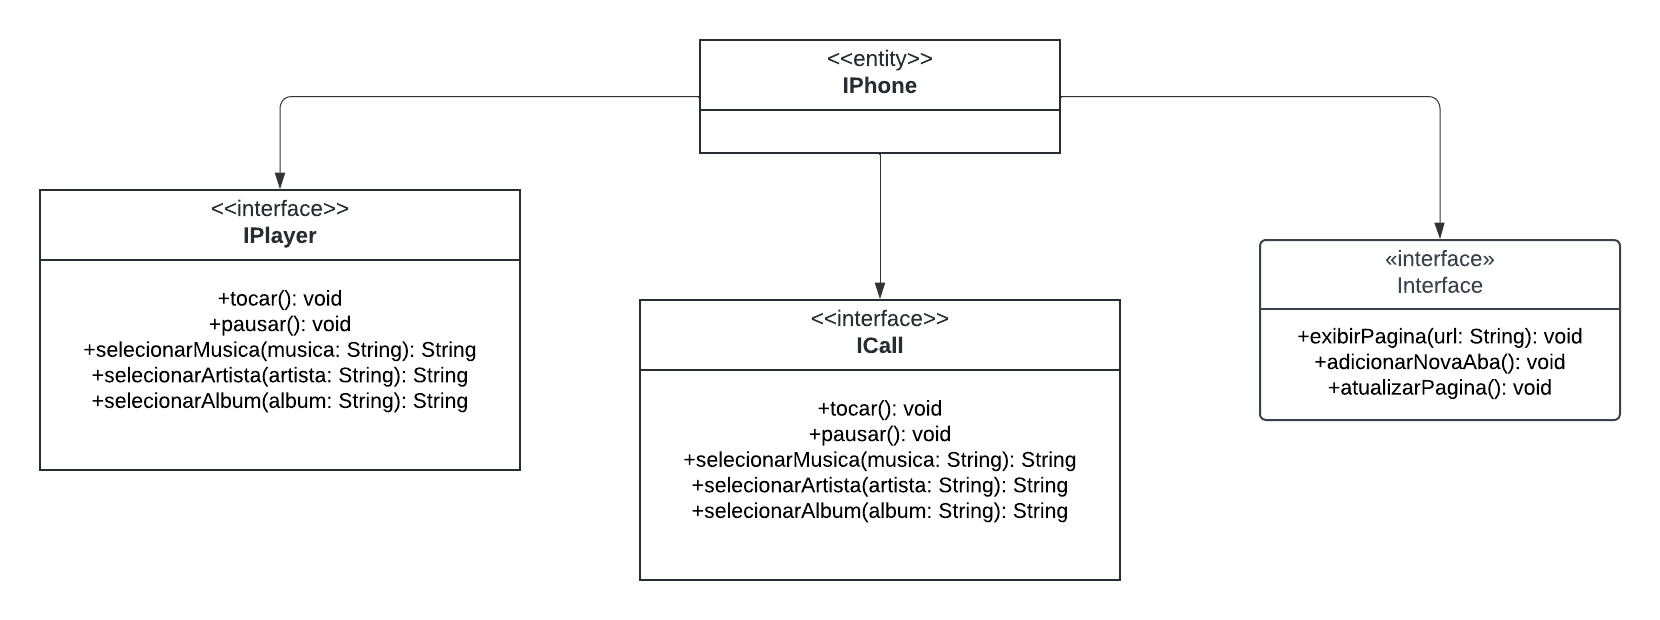 <<entity>>
IPhone
<<interface>>
IPlayer
+tocar(): void
+pausar(): void
+selecionarMusica(musica: String): String
+selecionarArtista(artista: String): String
+selecionarAlbum(album: String): String
<<interface>>
ICall
+tocar(): void
+pausar(): void
+selecionarMusica(musica: String): String
+selecionarArtista(artista: String): String
+selecionarAlbum(album: String): String
«interface»
Interface
+exibirPagina(url: String): void
+adicionarNovaAba(): void
+atualizarPagina(): void